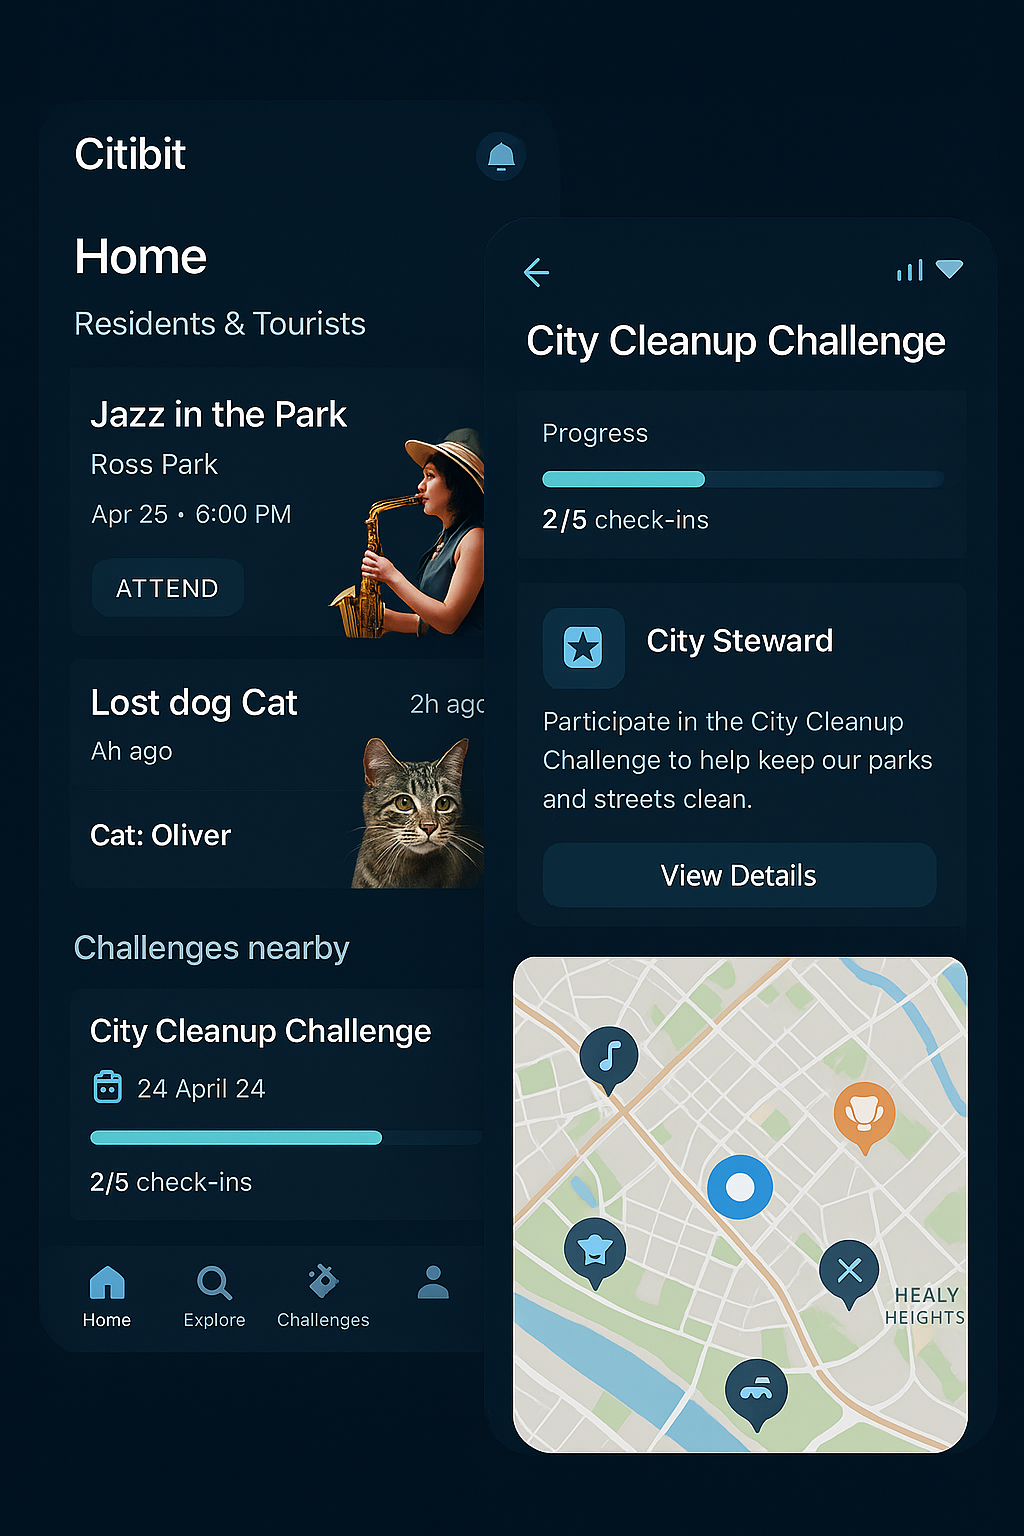 Citibit
Home
Residents & Tourists
Jazz in the Park
Ross Park
Apr 25 • 6:00 PM
ATTEND
Lost dog Cat
2h ago
Ah ago
Cat: Oliver
Challenges nearby
City Cleanup Challenge
24 April 24
2/5 check-ins
Home
Explore
Challenges
City Cleanup Challenge
Progress
2/5 check-ins
City Steward
Participate in the City Cleanup
Challenge to help keep our parks
and streets clean.
View Details
HEALY
HEIGHTS